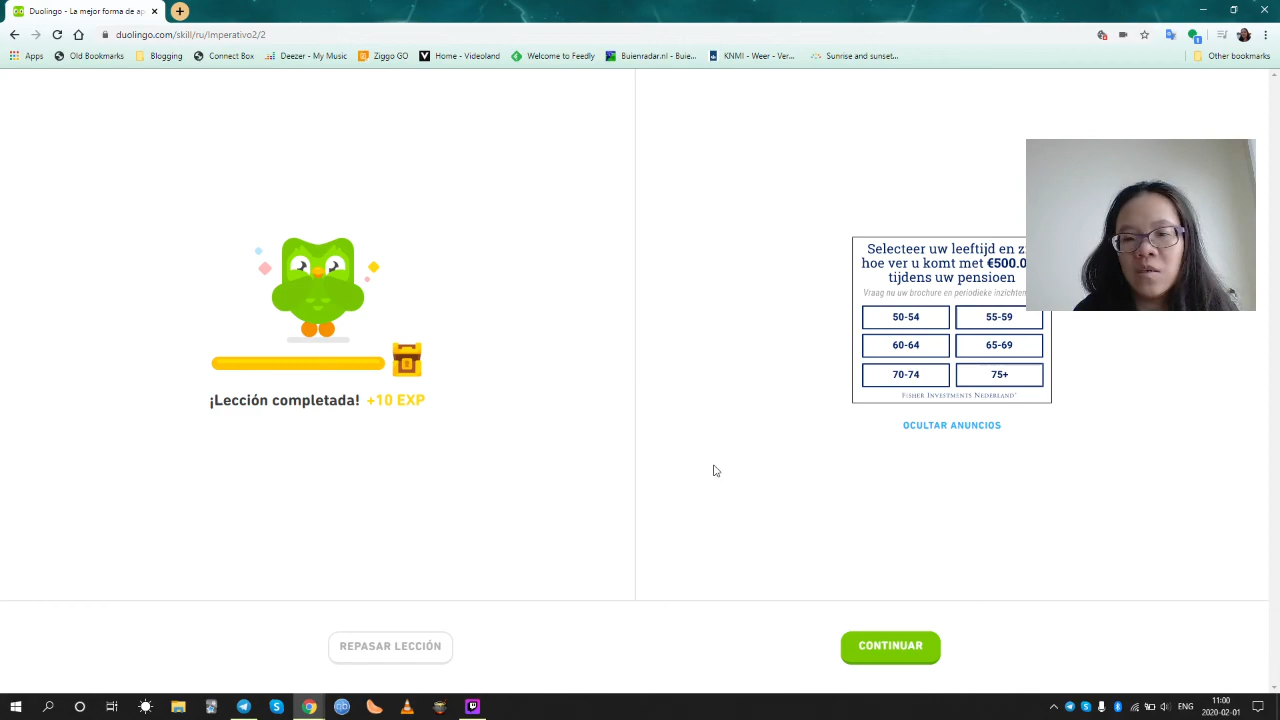 Duolingo - La mejor forma de ap
duolingo.com/skill/ru/Imperativo2/2
Apps
Old Bookmarks
Blogging
Connect Box
Deezer - My Music
Ziggo GO
Home - Videoland
Welcome to Feedly
Buienradar.nl - Buie...
KNMI - Weer - Ver...
Sunrise and sunset...
Other bookmarks
¡Lección completada! +10 EXP
Selecteer uw leeftijd en z
hoe ver u komt met €500.0
tijdens uw pensioen
Vraag nu uw brochure en periodieke inzichten
50-54
55-59
60-64
65-69
70-74
75+
Fisher Investments Nederland
OCULTAR ANUNCIOS
REPASAR LECCIÓN
CONTINUAR
ENG
11:00
2020-02-01